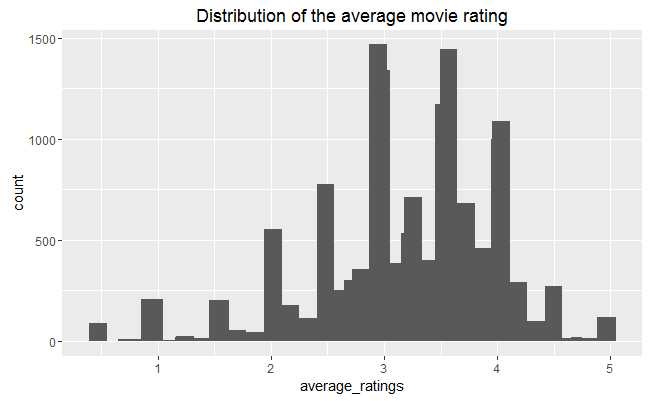 Distribution of the average movie rating
1500
1000
500
0
count
1 2 3 4 5
average_ratings